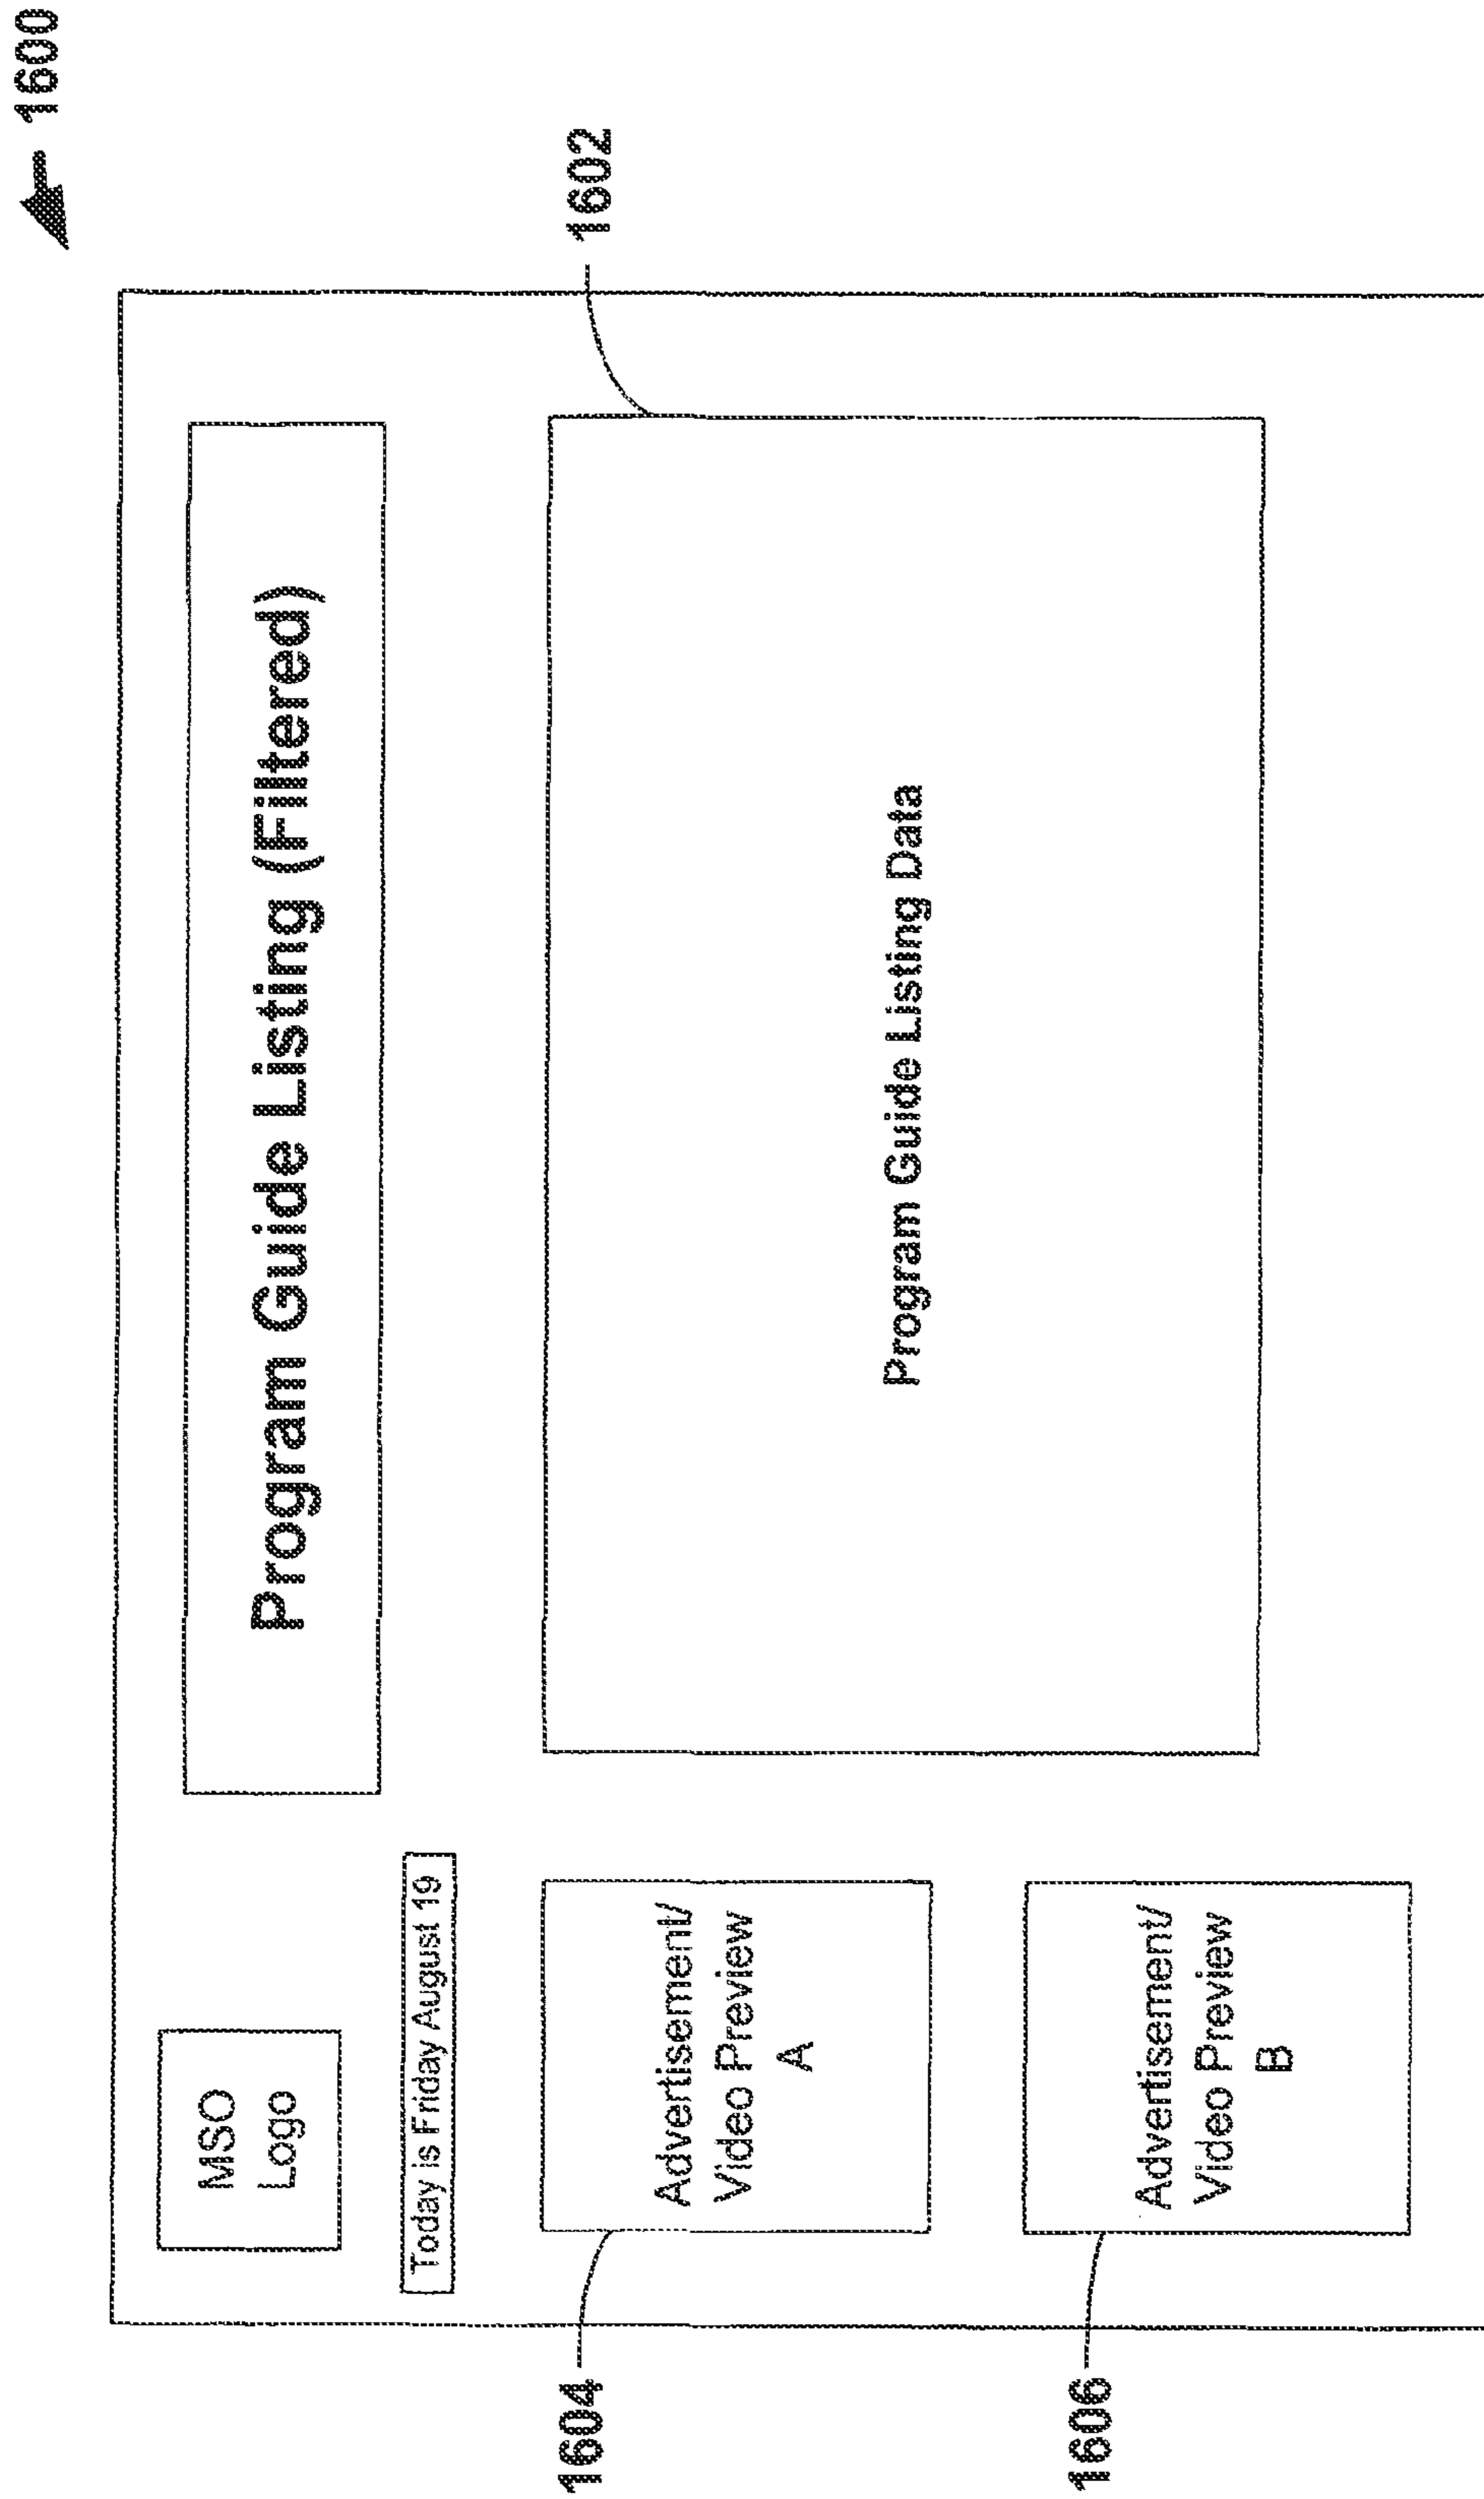 1600
MSO
Logo
Program Guide Listing (Filtered)
Today is Friday August 19
1602
1604
Advertisement/
Video Preview
A
Program Guide Listing Data
1606
Advertisement/
Video Preview
B